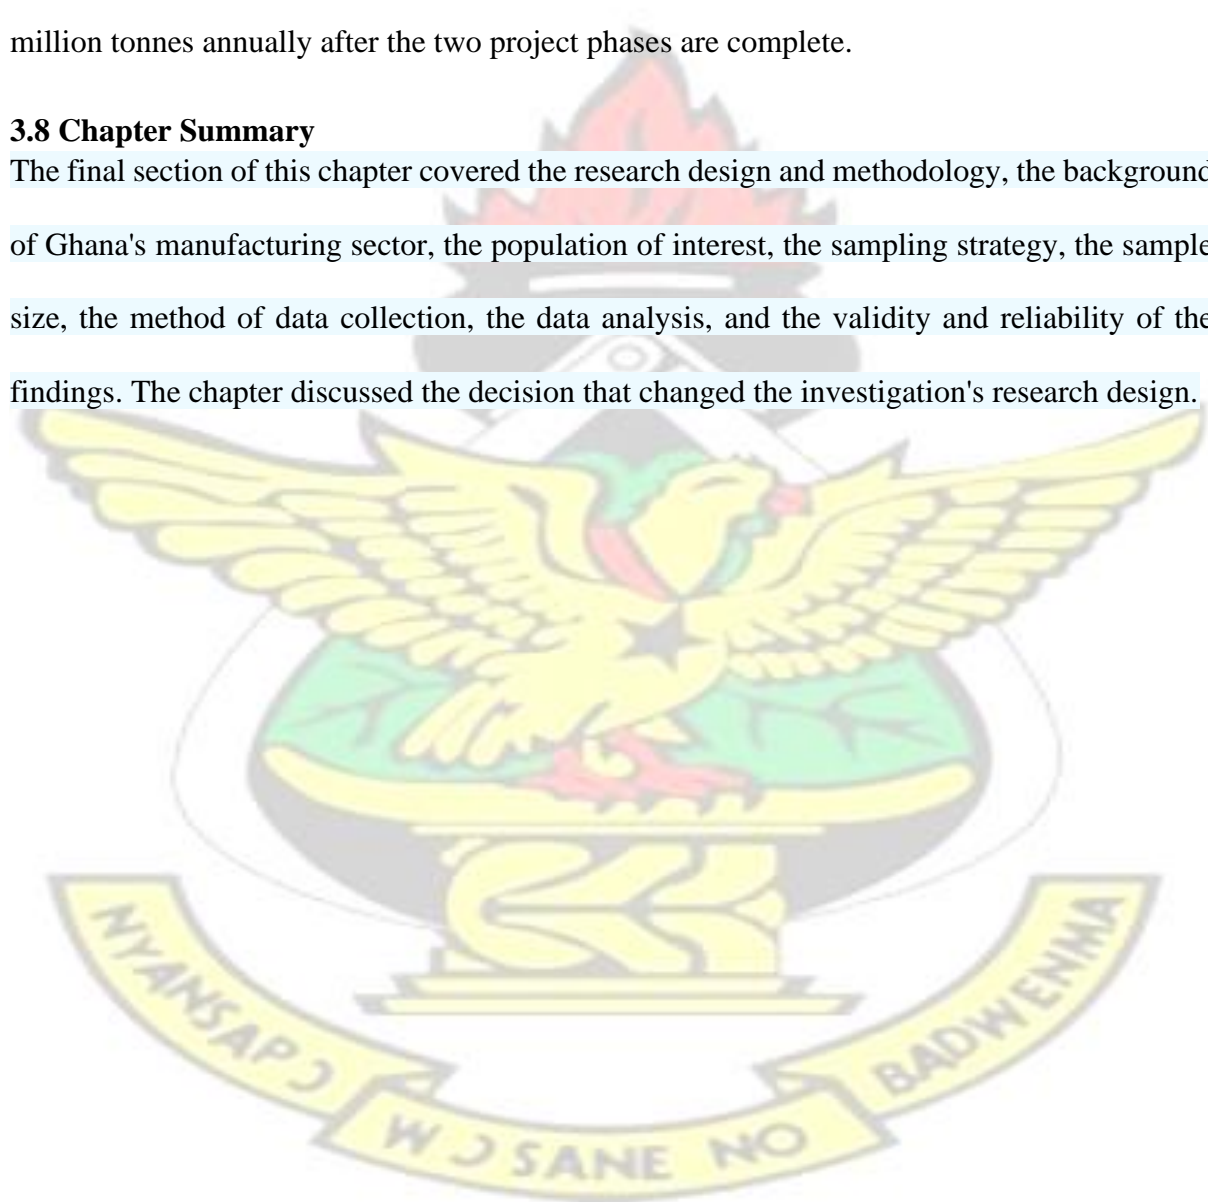 million tonnes annually after the two project phases are complete.
3.8 Chapter Summary
The final section of this chapter covered the research design and methodology, the background
of Ghana's manufacturing sector, the population of interest, the sampling strategy, the sample
size, the method of data collection, the data analysis, and the validity and reliability of the
findings. The chapter discussed the decision that changed the investigation's research design.
NYANSAPƆ
WƆSANE NO
BADWENMA